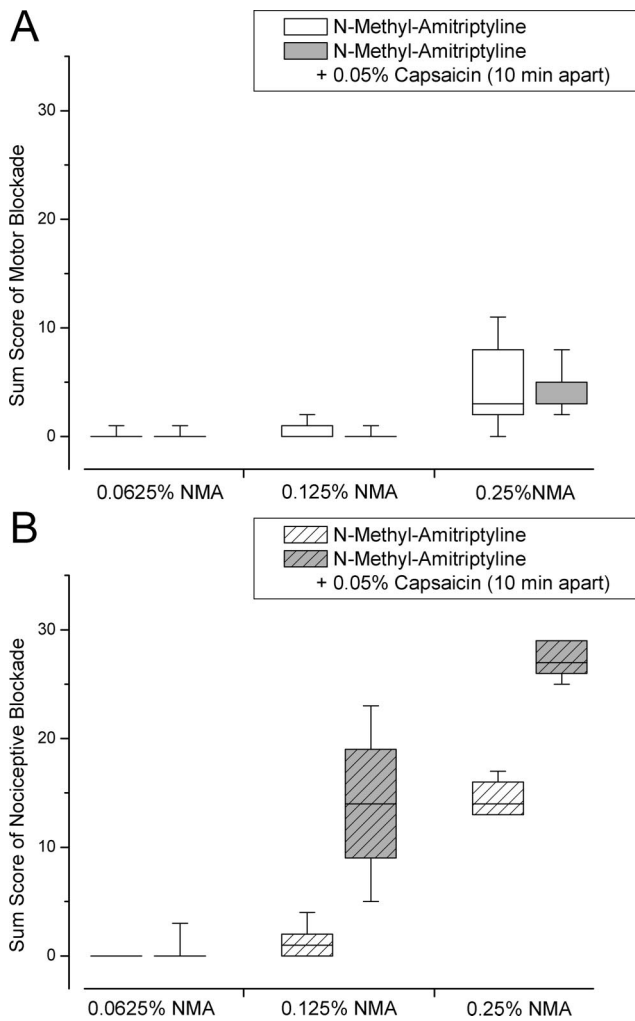 A
N-Methyl-Amitriptyline
N-Methyl-Amitriptyline
+ 0.05% Capsaicin (10 min apart)
Sum Score of Motor Blockade
30
20
10
0
0.0625% NMA
0.125% NMA
0.25%NMA
B
N-Methyl-Amitriptyline
N-Methyl-Amitriptyline
+ 0.05% Capsaicin (10 min apart)
Sum Score of Nociceptive Blockade
30
20
10
0
0.0625% NMA
0.125% NMA
0.25% NMA